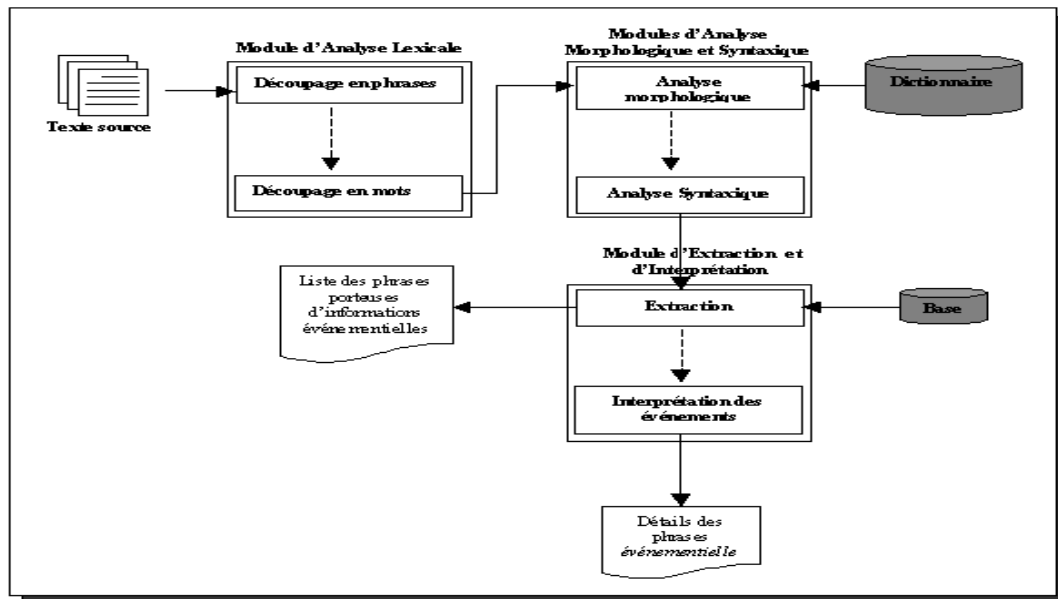 Module d'Analyse Lexicale
Découpage en phrases
Découpage en mots
Texte source
Modules d'Analyse
Morphologique et Syntaxique
Analyse
morphologique
Analyse Syntaxique
Dictionnaire
Module d'Extraction et
d'Interprétation
Extraction
Interprétation des
événements
Base
Liste des phrases
porteuses
d'informations
événementielles
Détails des
phrases
événementielle